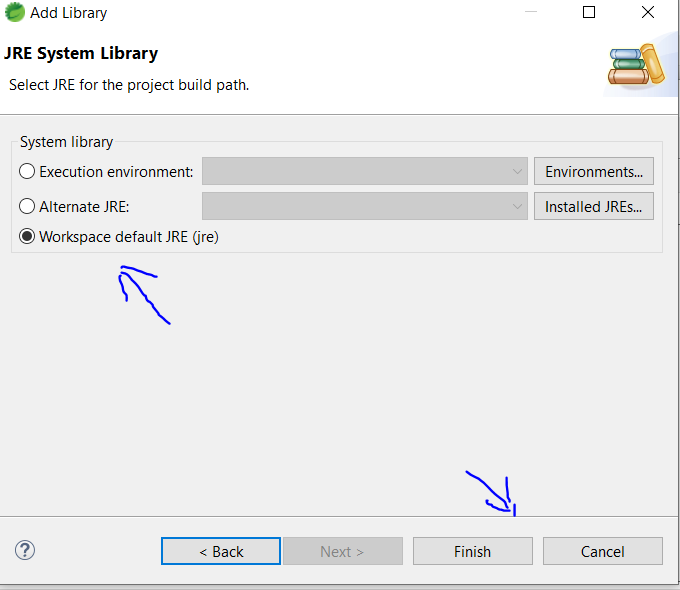 Add Library
JRE System Library
Select JRE for the project build path.
System library
Execution environment:
Environments...
Alternate JRE:
Installed JREs...
Workspace default JRE (jre)
?
< Back
Next >
Finish
Cancel